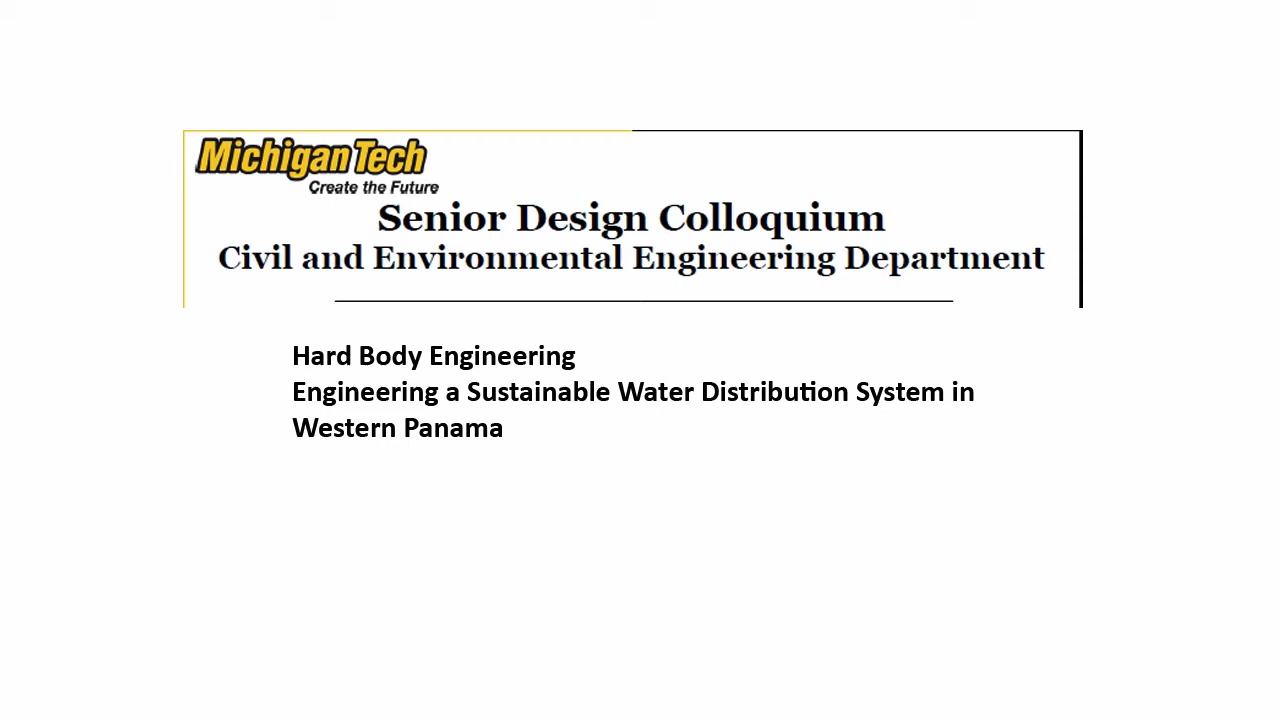 Michigan Tech
Create the Future
Senior Design Colloquium
Civil and Environmental Engineering Department
Hard Body Engineering
Engineering a Sustainable Water Distribution System in
Western Panama